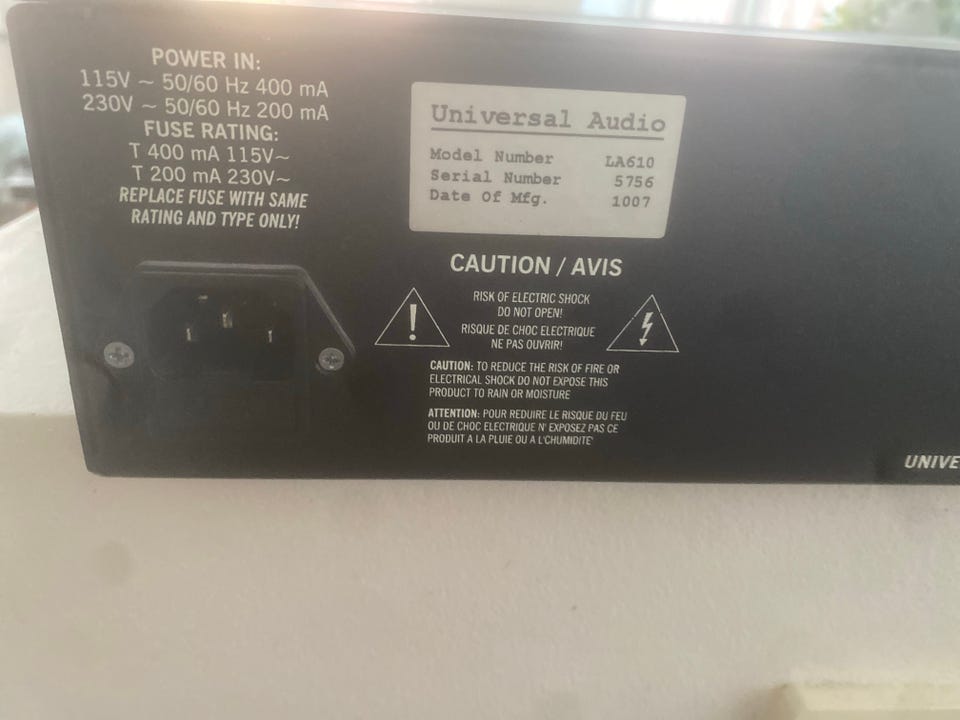 POWER IN:
115V ~ 50/60 Hz 400 mA
230V ~ 50/60 Hz 200 mA
FUSE RATING:
T 400 mA 115V~
T 200 mA 230V~
REPLACE FUSE WITH SAME
RATING AND TYPE ONLY!
Universal Audio
Model Number LA610
Serial Number 5756
Date Of Mfg. 1007
CAUTION / AVIS
RISK OF ELECTRIC SHOCK
DO NOT OPEN!
RISQUE DE CHOC ELECTRIQUE
NE PAS OUVRIR!
CAUTION: TO REDUCE THE RISK OF FIRE OR
ELECTRICAL SHOCK DO NOT EXPOSE THIS
PRODUCT TO RAIN OR MOISTURE
ATTENTION: POUR REDUIRE LE RISQUE DU FEU
OU DE CHOC ELECTRIQUE N' EXPOSEZ PAS CE
PRODUIT A LA PLUIE OU A L'CHUMIDITE'
UNIVE